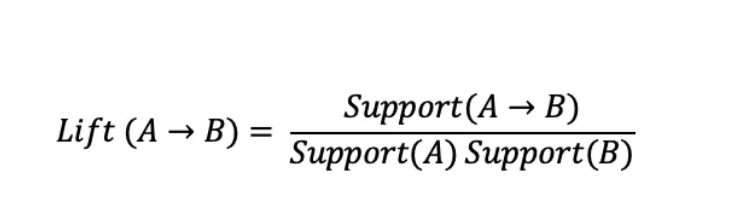 Lift (A → B) = Support(A → B) / Support(A) Support(B)